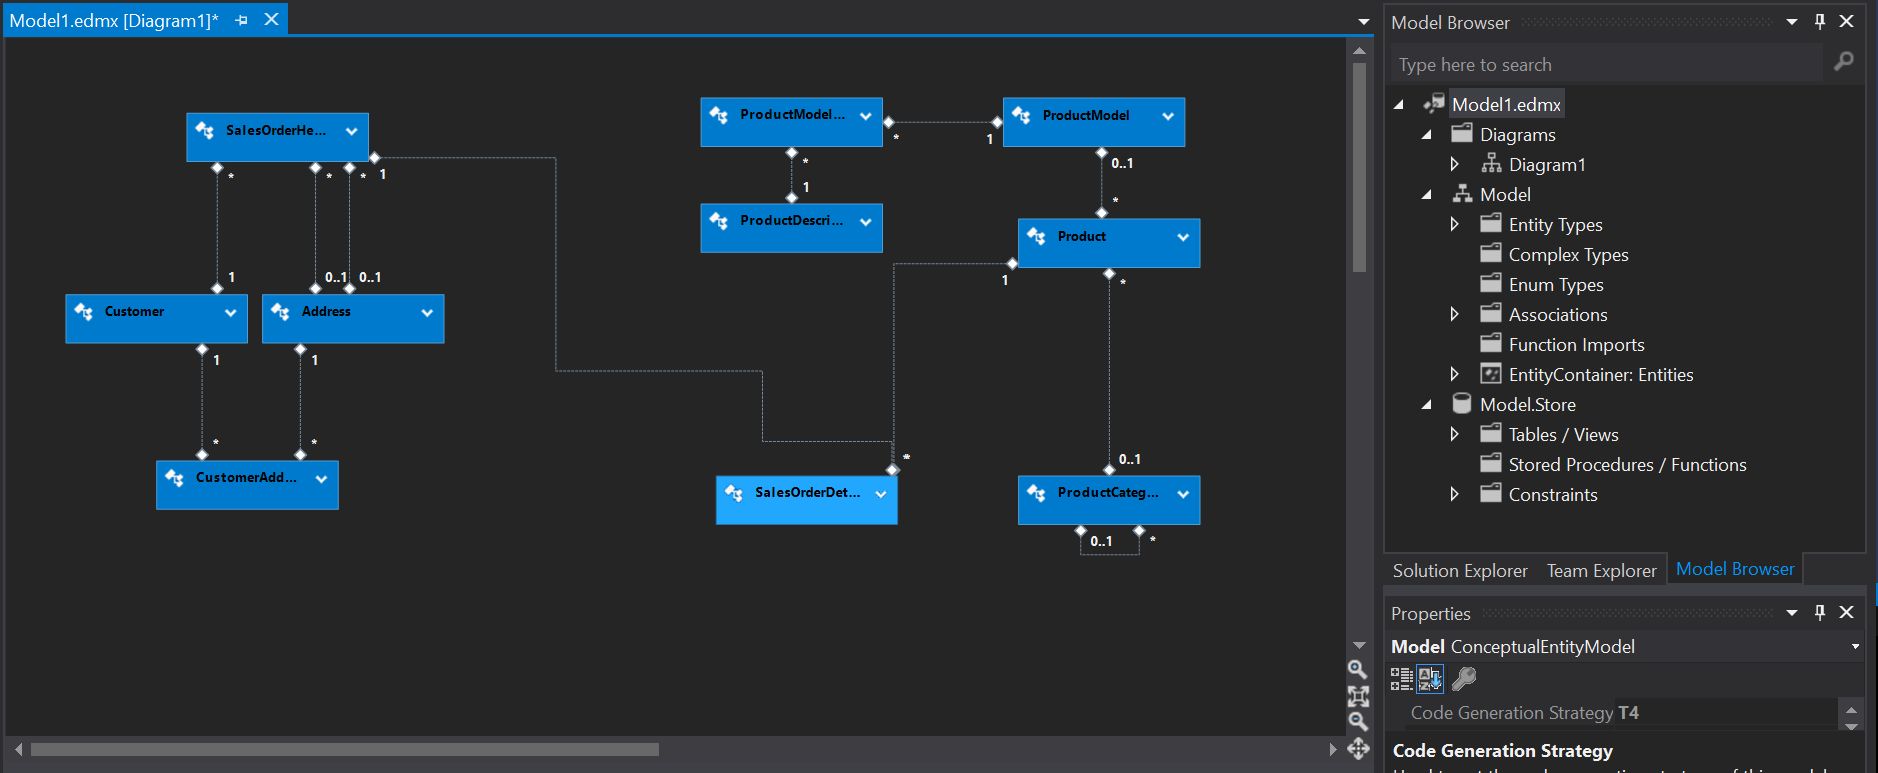 Model1.edmx [Diagram1]*
SalesOrderHe...
*
*
*
1
1
0..1
0..1
Customer
Address
1
1
*
*
CustomerAdd...
ProductModel...
*
1
ProductModel
*
1
0..1
*
ProductDescri...
Product
1
*
*
0..1
SalesOrderDet...
ProductCateg...
0..1
*
Model Browser
Type here to search
Model1.edmx
Diagrams
Diagram1
Model
Entity Types
Complex Types
Enum Types
Associations
Function Imports
EntityContainer: Entities
Model.Store
Tables / Views
Stored Procedures / Functions
Constraints
Solution Explorer Team Explorer Model Browser
Properties
Model ConceptualEntityModel
Code Generation Strategy T4
Code Generation Strategy